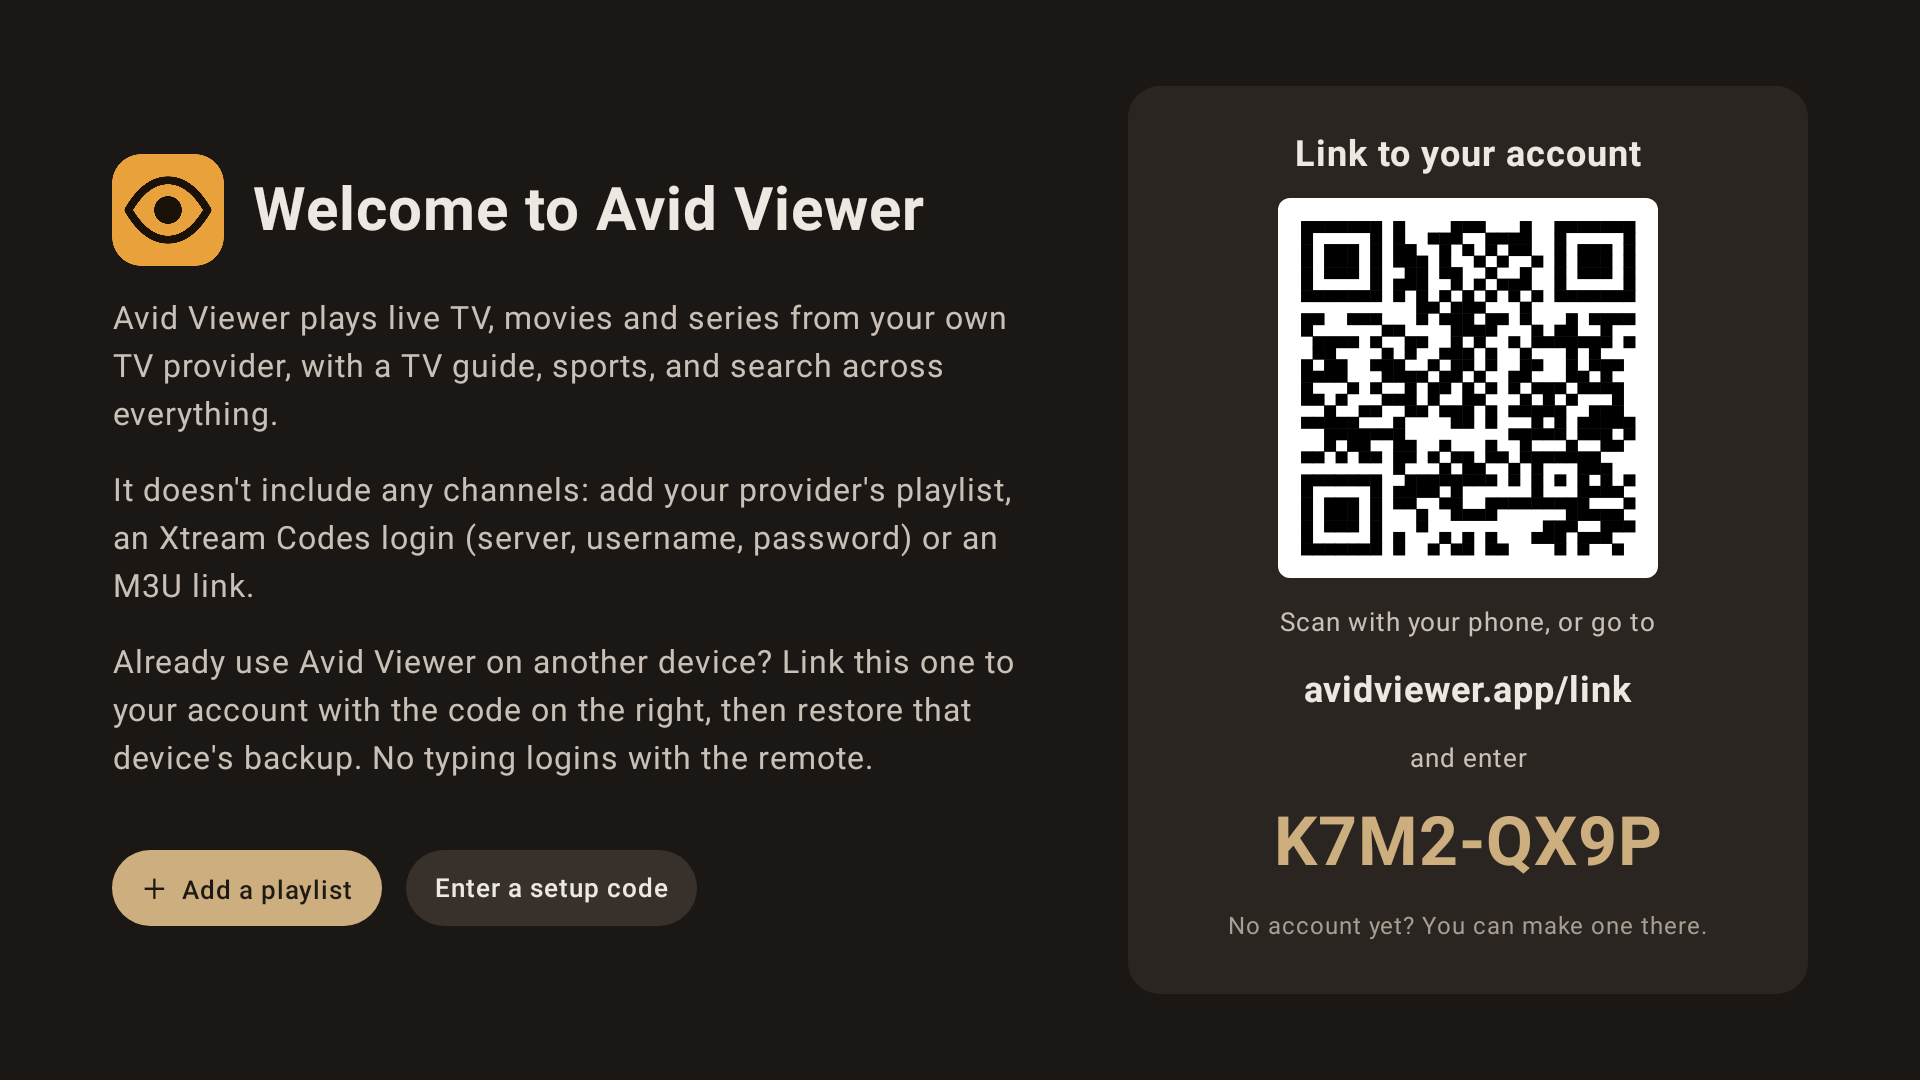 Welcome to Avid Viewer
Avid Viewer plays live TV, movies and series from your own
TV provider, with a TV guide, sports, and search across
everything.
It doesn't include any channels: add your provider's playlist,
an Xtream Codes login (server, username, password) or an
M3U link.
Already use Avid Viewer on another device? Link this one to
your account with the code on the right, then restore that
device's backup. No typing logins with the remote.
+ Add a playlist
Enter a setup code
Link to your account
Scan with your phone, or go to
avidviewer.app/link
and enter
K7M2-QX9P
No account yet? You can make one there.